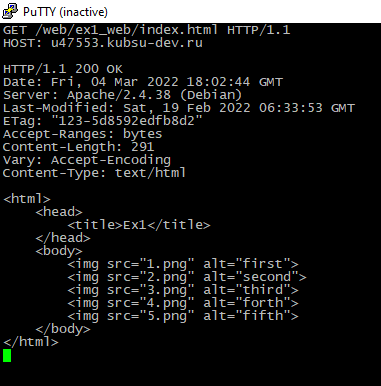 PuTTY (inactive)
GET /web/ex1_web/index.html HTTP/1.1
HOST: u47553.kubsu-dev.ru
HTTP/1.1 200 OK
Date: Fri, 04 Mar 2022 18:02:44 GMT
Server: Apache/2.4.38 (Debian)
Last-Modified: Sat, 19 Feb 2022 06:33:53 GMT
ETag: "123-5d8592edfb8d2"
Accept-Ranges: bytes
Content-Length: 291
Vary: Accept-Encoding
Content-Type: text/html
<html>
    <head>
        <title>Ex1</title>
    </head>
    <body>
        <img src="1.png" alt="first">
        <img src="2.png" alt="second">
        <img src="3.png" alt="third">
        <img src="4.png" alt="forth">
        <img src="5.png" alt="fifth">
    </body>
</html>